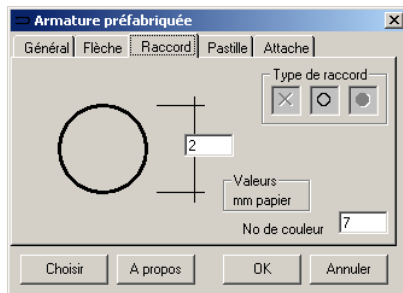 Armature préfabriquée
Général Flèche Raccord Pastille Attache
Type de raccord
2
Valeurs
mm papier
No de couleur 7
Choisir A propos OK Annuler